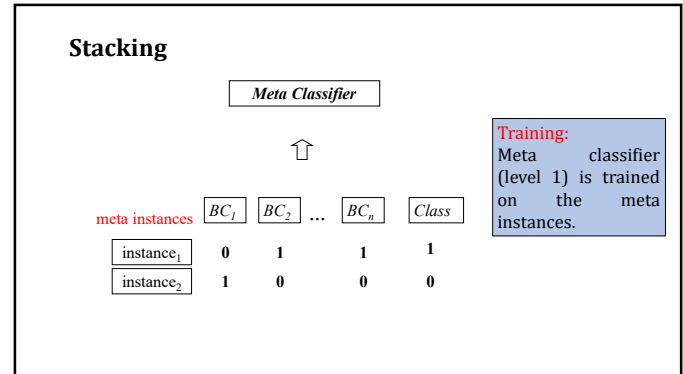 Stacking
Meta Classifier
Training:
Meta classifier
(level 1) is trained
on the meta
instances.
meta instances BC₁ BC₂ ... BCₙ Class
instance₁ 0 1 1 1
instance₂ 1 0 0 0